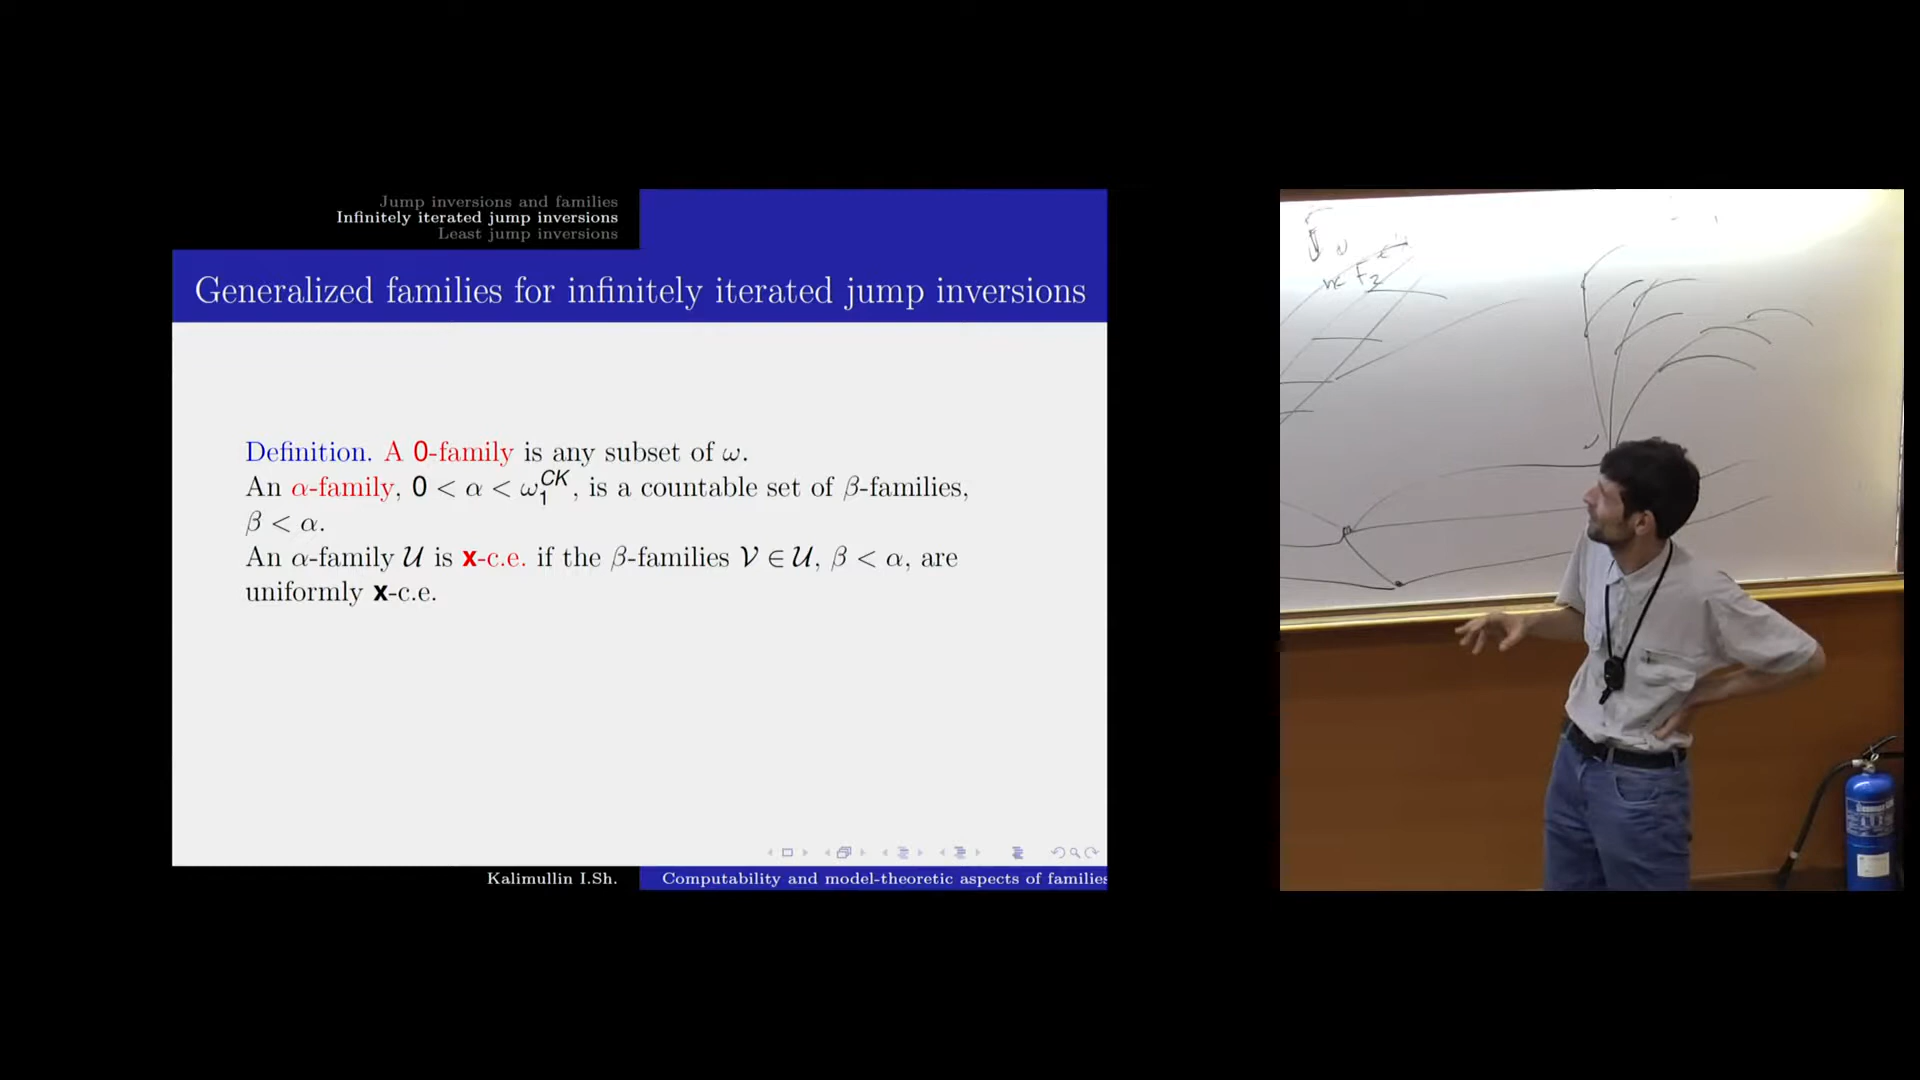 Jump inversions and families
Infinitely iterated jump inversions
Least jump inversions
Generalized families for infinitely iterated jump inversions
Definition. A 0-family is any subset of ω.
An α-family, 0 < α < ω₁^CK, is a countable set of β-families,
β < α.
An α-family 𝒰 is x-c.e. if the β-families 𝒱 ∈ 𝒰, β < α, are
uniformly x-c.e.
Kalimullin I.Sh.
Computability and model-theoretic aspects of families